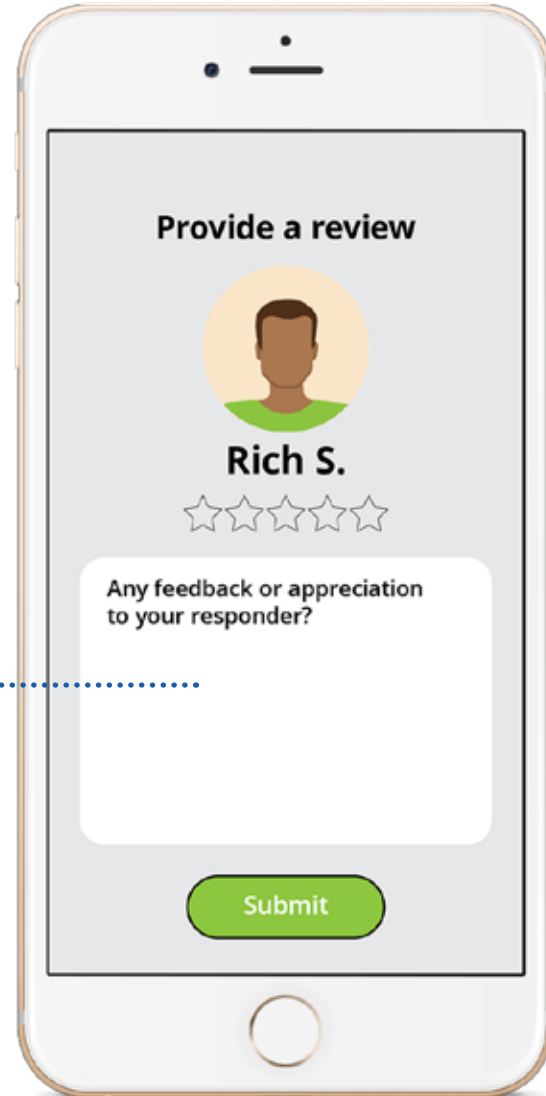 Provide a review
Rich S.
Any feedback or appreciation
to your responder?
Submit